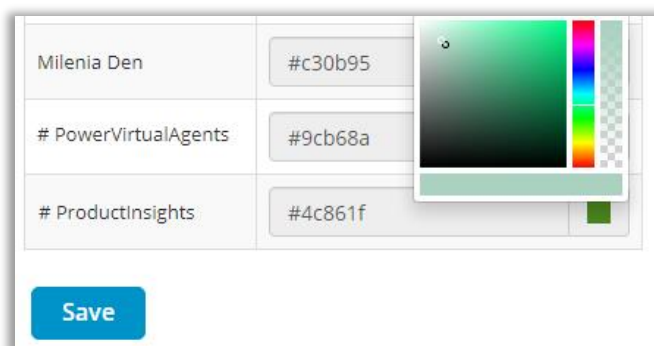 Milenia Den #c30b95
# PowerVirtualAgents #9cb68a
# ProductInsights #4c861f
Save